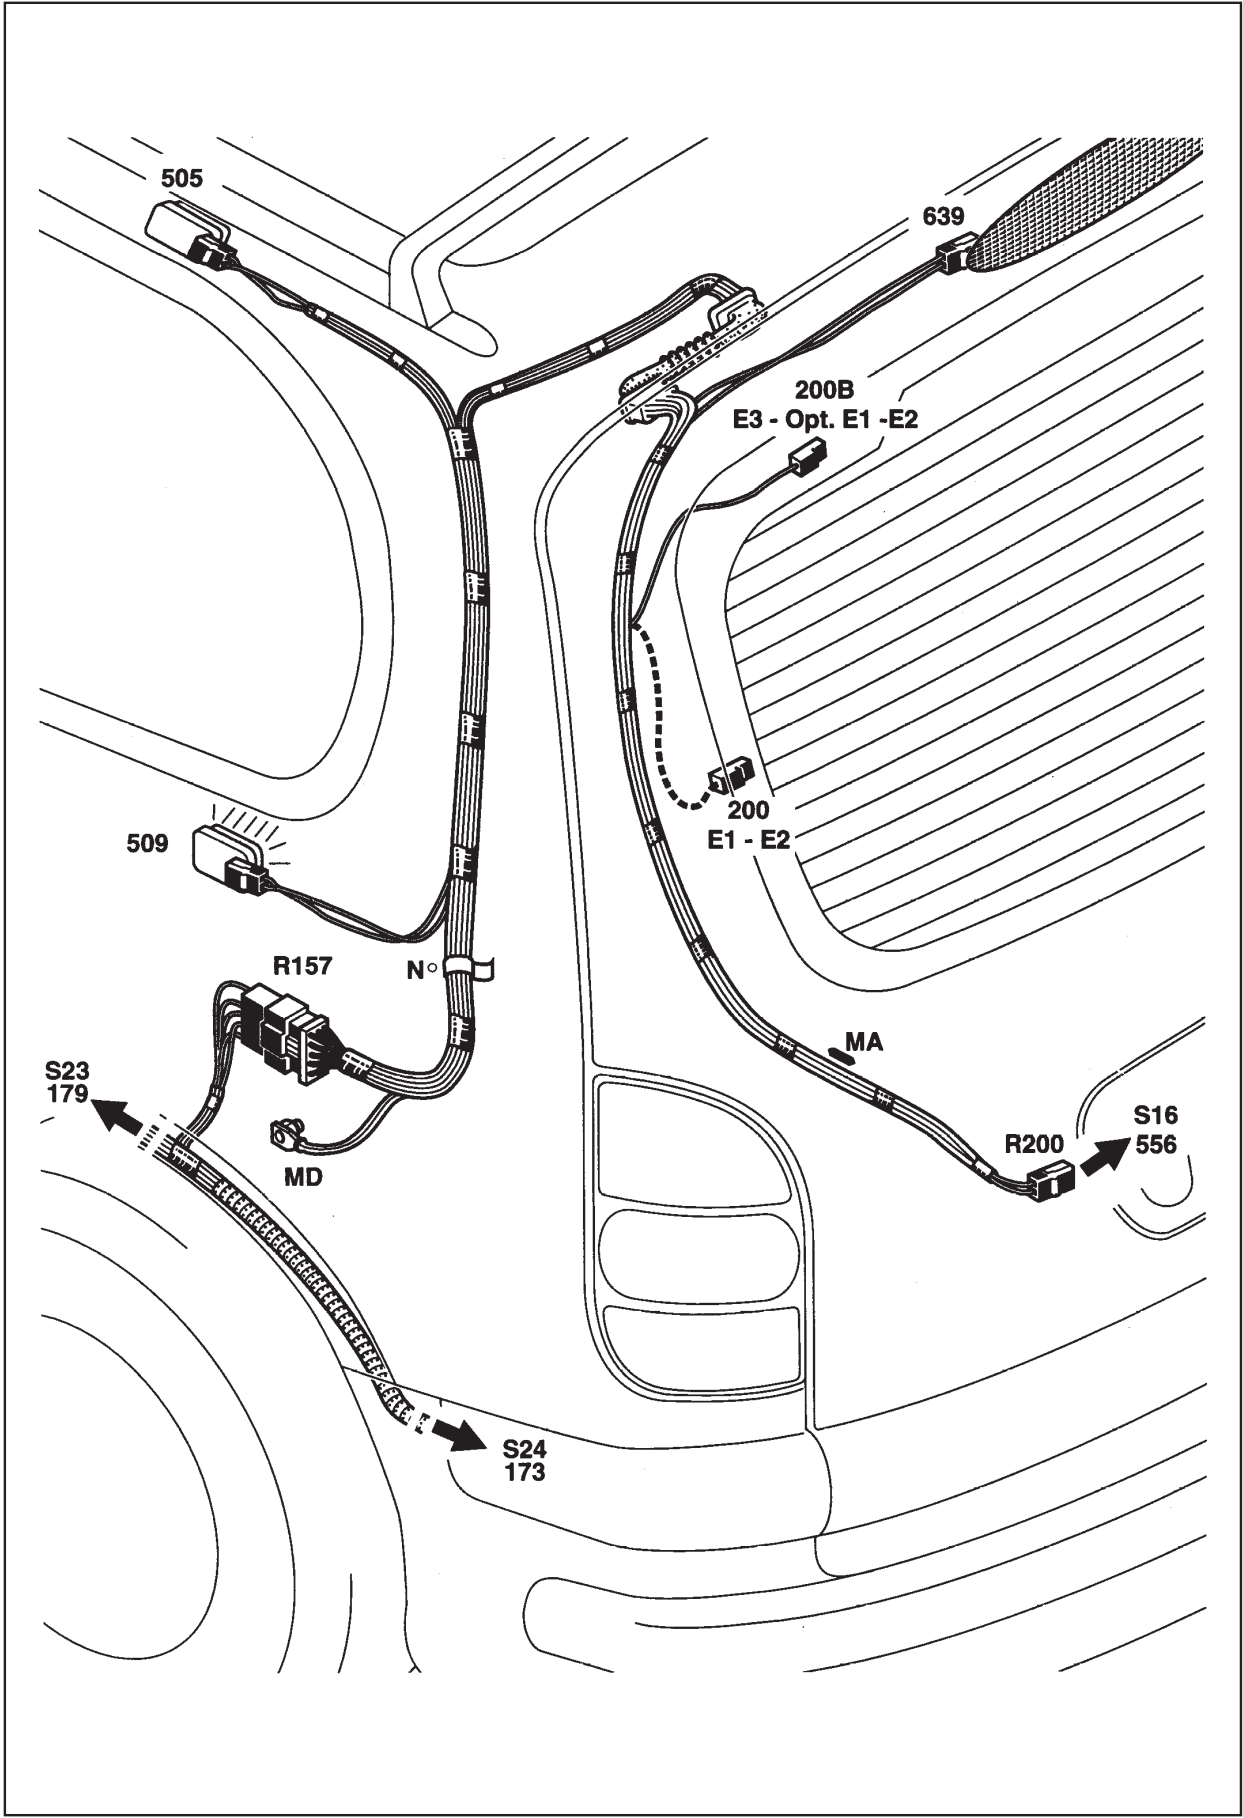 505
639
200B
E3 - Opt. E1 -E2
200
E1 - E2
509
R157
N°
MA
S23
179
S16
556
R200
MD
S24
173